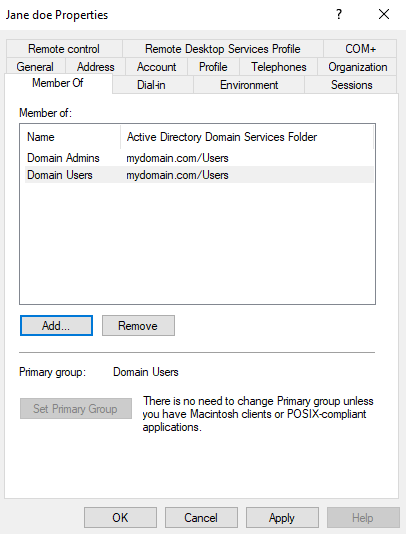 Jane doe Properties
?
Remote control
Remote Desktop Services Profile
COM+
General
Address
Account
Profile
Telephones
Organization
Member Of
Dial-in
Environment
Sessions
Member of:
Name
Active Directory Domain Services Folder
Domain Admins
mydomain.com/Users
Domain Users
mydomain.com/Users
Add...
Remove
Primary group:
Domain Users
Set Primary Group
There is no need to change Primary group unless
you have Macintosh clients or POSIX-compliant
applications.
OK
Cancel
Apply
Help